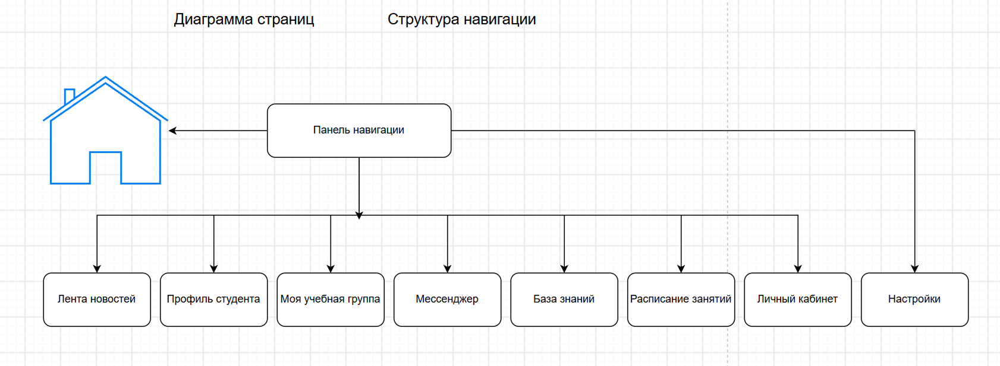 Диаграмма страниц
Структура навигации
Панель навигации
Лента новостей
Профиль студента
Моя учебная группа
Мессенджер
База знаний
Расписание занятий
Личный кабинет
Настройки